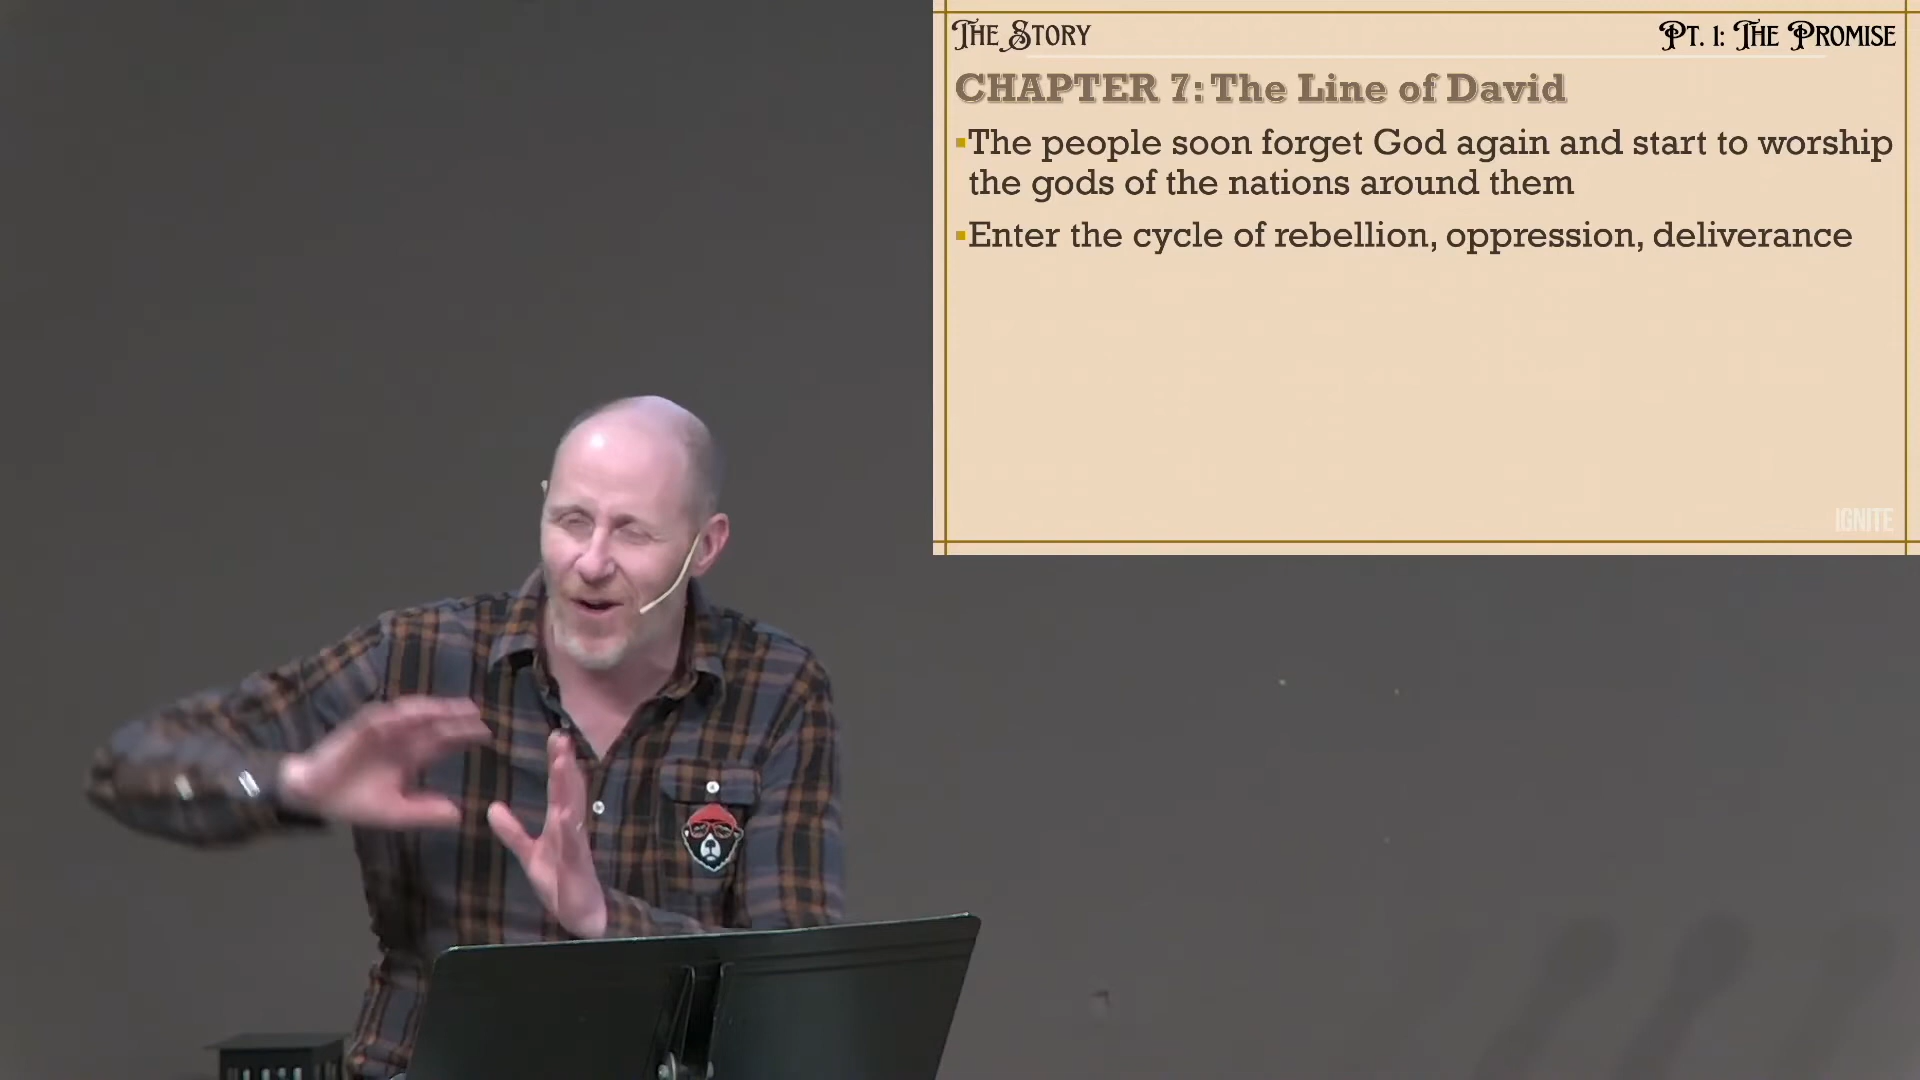 The Story
Pt. 1: The Promise
CHAPTER 7: The Line of David
▪The people soon forget God again and start to worship
the gods of the nations around them
▪Enter the cycle of rebellion, oppression, deliverance
IGNITE